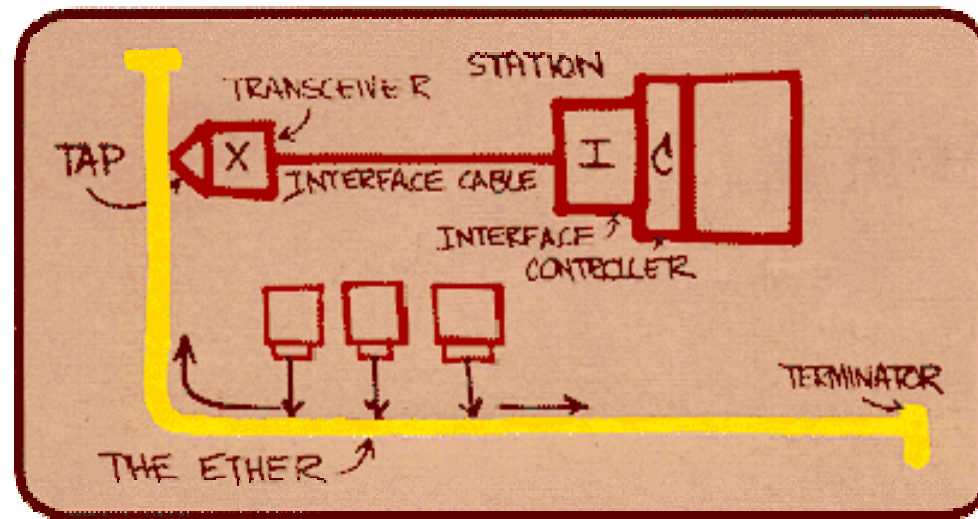 STATION
TRANSCEIVER
TAP
X
I
C
INTERFACE CABLE
INTERFACE
CONTROLLER
TERMINATOR
THE ETHER